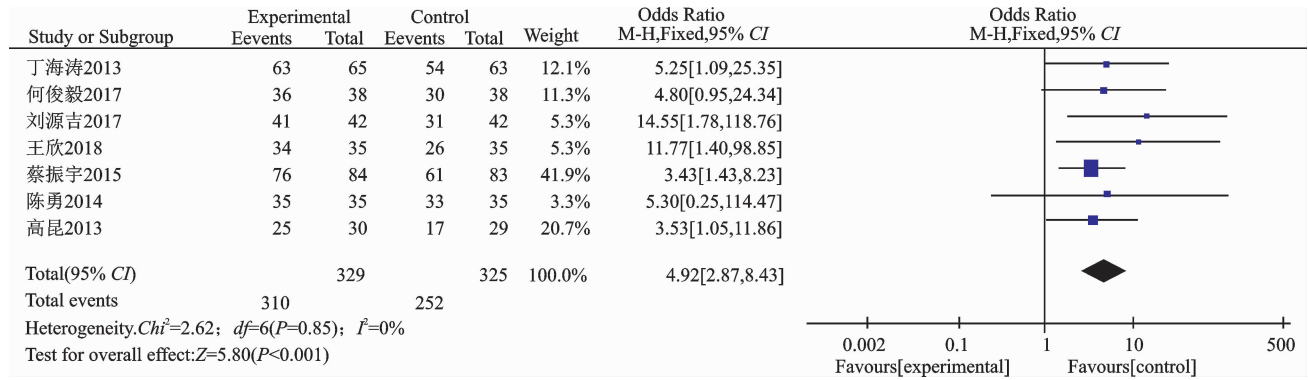 Experimental Control Odds Ratio Odds Ratio
Study or Subgroup Eevents Total Eevents Total Weight M-H,Fixed,95% CI M-H,Fixed,95% CI
丁海涛2013 63 65 54 63 12.1% 5.25[1.09,25.35]
何俊毅2017 36 38 30 38 11.3% 4.80[0.95,24.34]
刘源吉2017 41 42 31 42 5.3% 14.55[1.78,118.76]
王欣2018 34 35 26 35 5.3% 11.77[1.40,98.85]
蔡振宇2015 76 84 61 83 41.9% 3.43[1.43,8.23]
陈勇2014 35 35 33 35 3.3% 5.30[0.25,114.47]
高昆2013 25 30 17 29 20.7% 3.53[1.05,11.86]
Total(95% CI) 329 325 100.0% 4.92[2.87,8.43]
Total events 310 252
Heterogeneity.Chi²=2.62；df=6(P=0.85)；I²=0%
Test for overall effect:Z=5.80(P<0.001)
0.002 0.1 1 10 500
Favours[experimental] Favours[control]